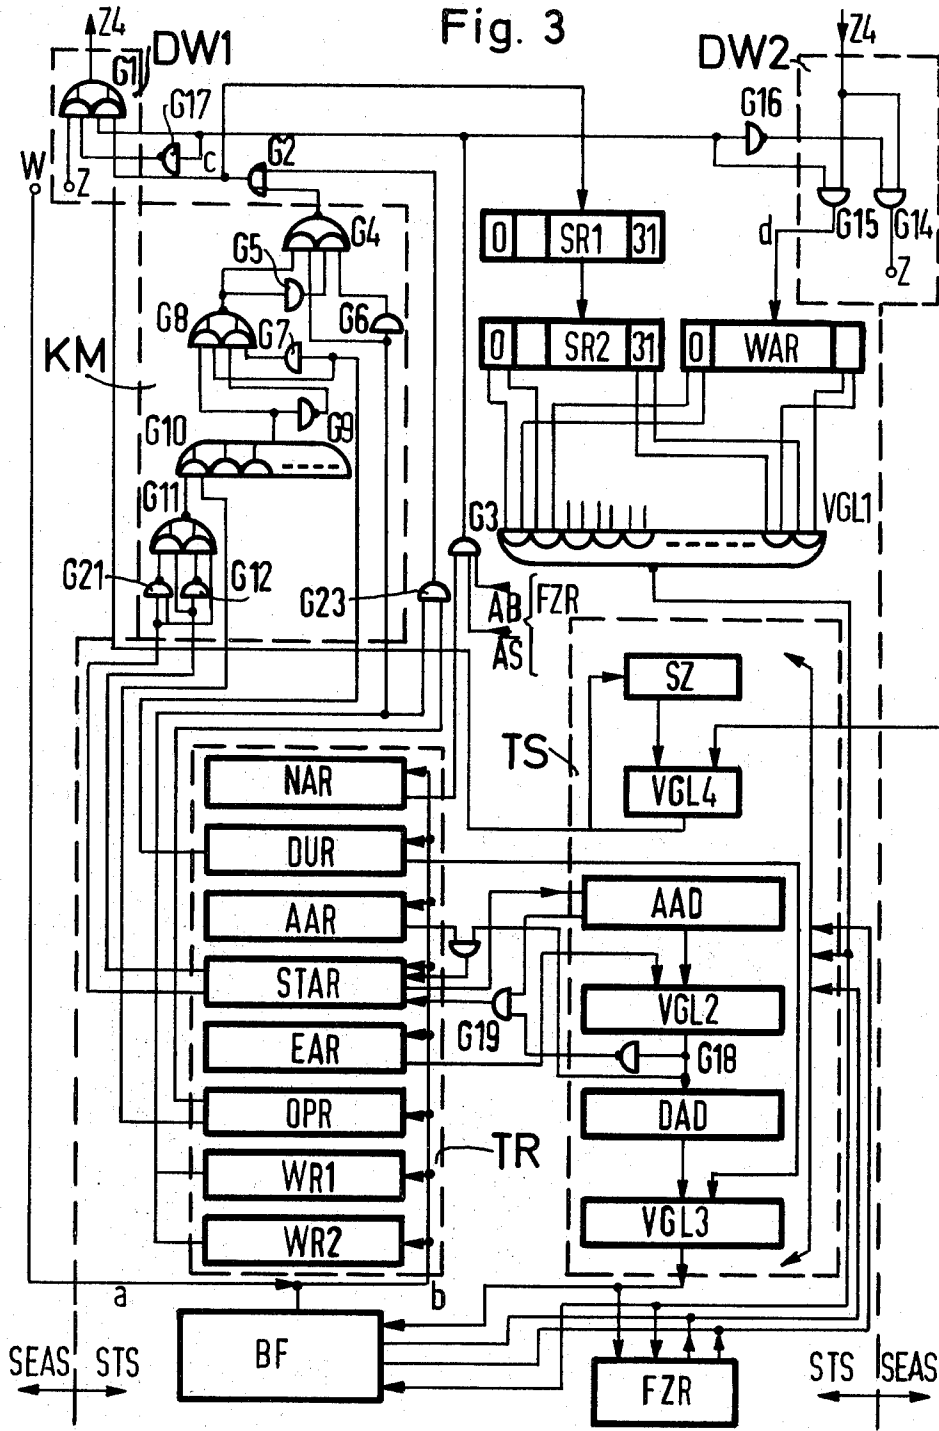 Z4
Fig. 3
Z4
DW1
DW2
G1
G17
G16
W
Z
C
G2
G15
G14
G4
G5
0
SR1
31
d
Z
G8
G7
G6
0
SR2
31
0
WAR
KM
G10
G9
G11
G3
VGL1
G21
G12
G23
AB
FZR
AS
SZ
TS
VGL4
NAR
DUR
AAR
AAD
STAR
VGL2
G19
EAR
G18
OPR
DAD
TR
WR1
VGL3
WR2
a
b
BF
SEAS
STS
FZR
STS
SEAS